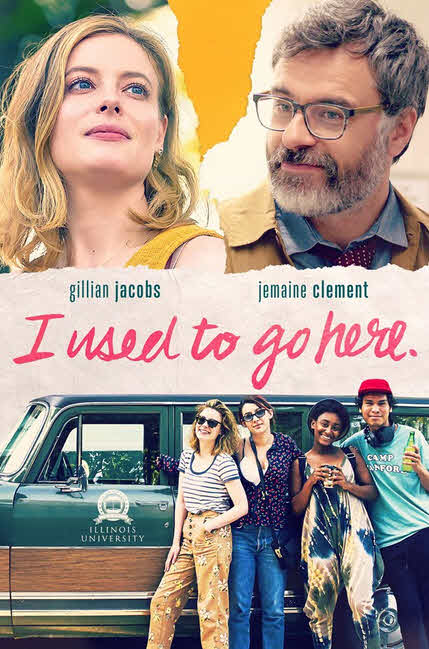 gillian jacobs
jemaine clement
I used to go here.
CAMP
ILLINOIS
UNIVERSITY